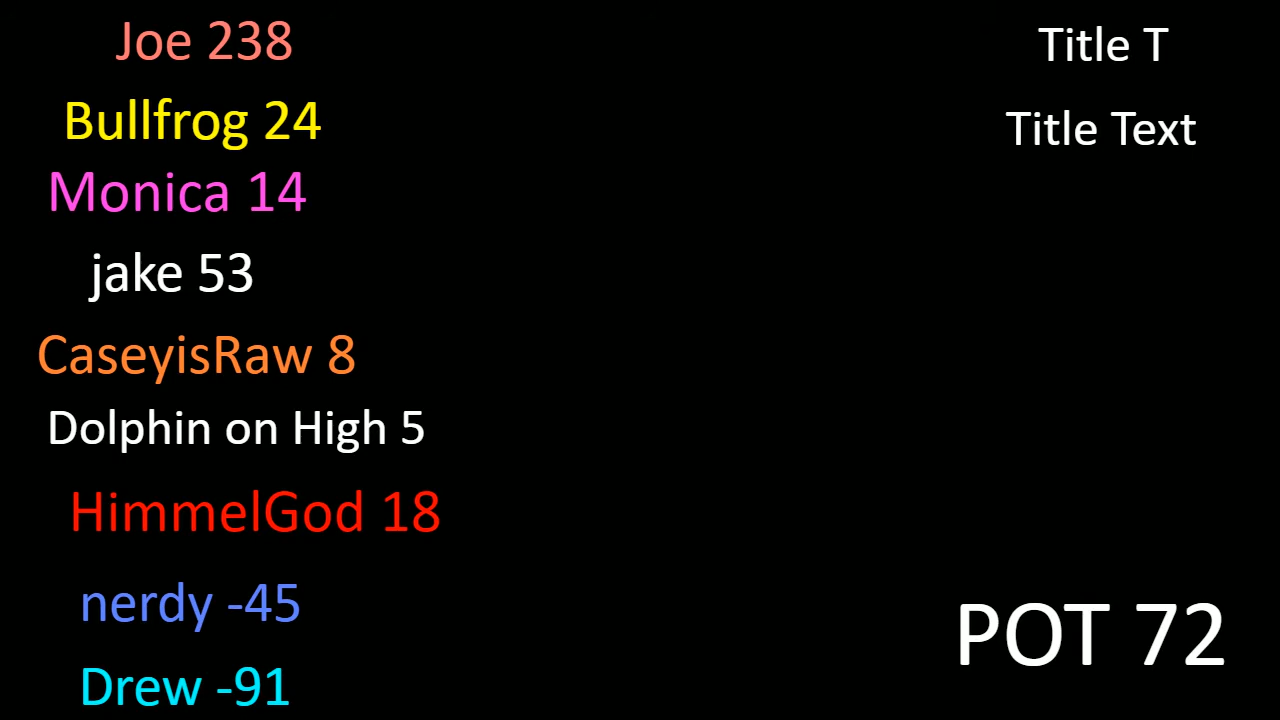 Joe 238
Bullfrog 24
Monica 14
jake 53
CaseyisRaw 8
Dolphin on High 5
HimmelGod 18
nerdy -45
Drew -91
Title T
Title Text
POT 72